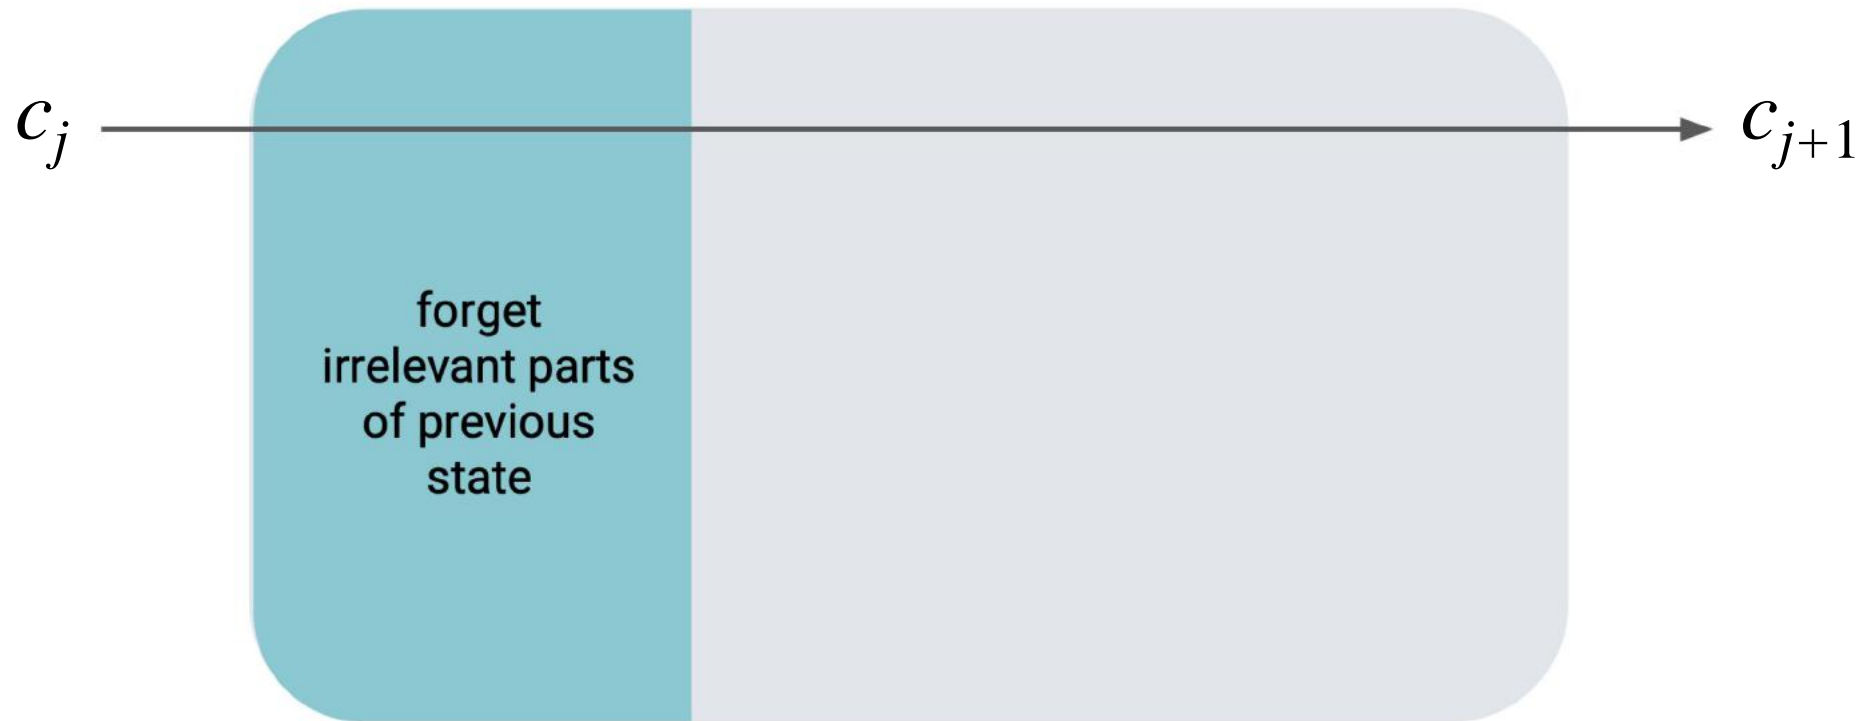 c_j
c_{j+1}
forget
irrelevant parts
of previous
state